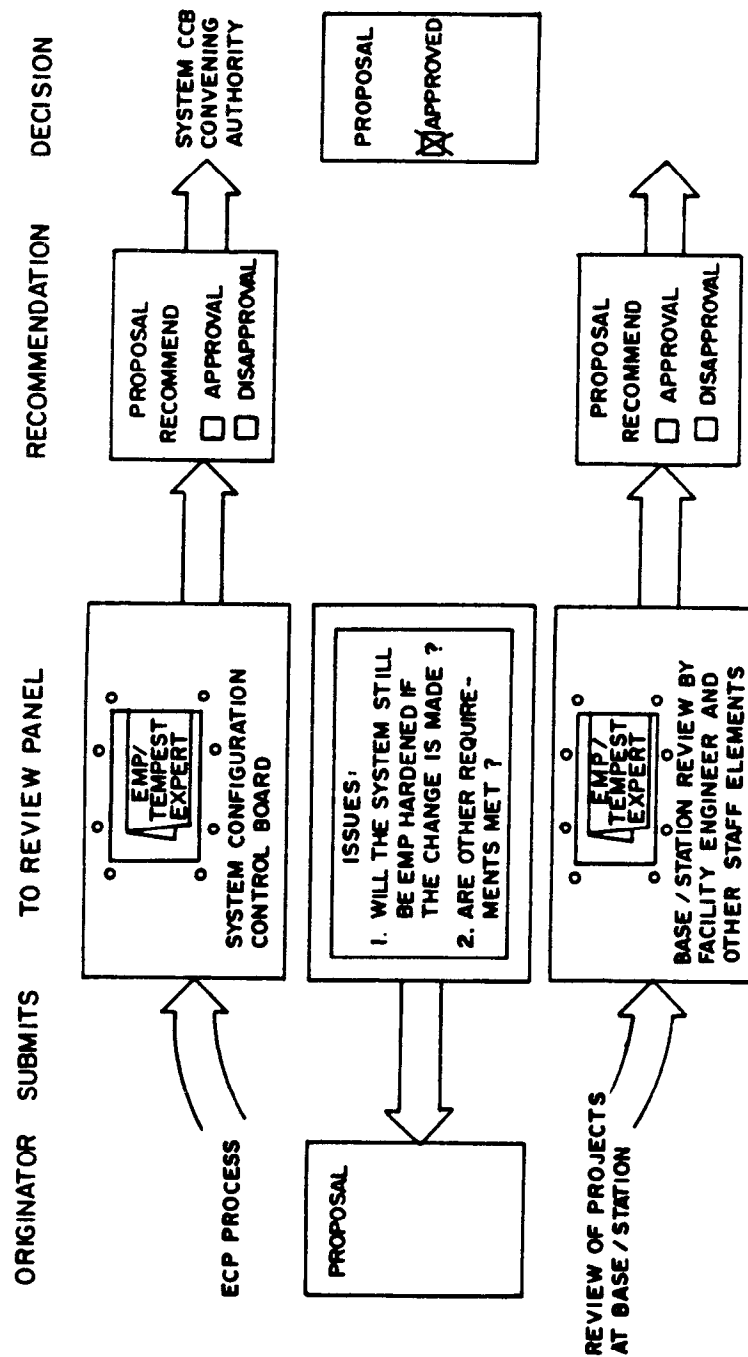 ORIGINATOR SUBMITS TO REVIEW PANEL RECOMMENDATION DECISION
ECP PROCESS
EMP/
TEMPEST
EXPERT
SYSTEM CONFIGURATION
CONTROL BOARD
PROPOSAL
RECOMMEND
APPROVAL
DISAPPROVAL
SYSTEM CCB
CONVENING
AUTHORITY
PROPOSAL
ISSUES:
1. WILL THE SYSTEM STILL
BE EMP HARDENED IF
THE CHANGE IS MADE ?
2. ARE OTHER REQUIRE-
MENTS MET ?
PROPOSAL
APPROVED
REVIEW OF PROJECTS
AT BASE/STATION
EMP/
TEMPEST
EXPERT
BASE/STATION REVIEW BY
FACILITY ENGINEER AND
OTHER STAFF ELEMENTS
PROPOSAL
RECOMMEND
APPROVAL
DISAPPROVAL